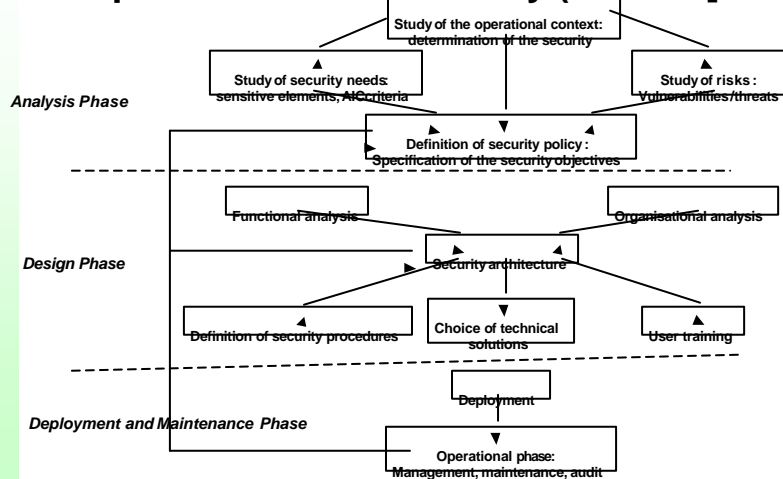 Study of the operational context:
determination of the security
Study of security needs:
sensitive elements, AICcriteria
Study of risks :
Vulnerabilities/threats
Analysis Phase
Definition of security policy :
Specification of the security objectives
Functional analysis
Organisational analysis
Design Phase
Security architecture
Definition of security procedures
Choice of technical
solutions
User training
Deployment
Deployment and Maintenance Phase
Operational phase:
Management, maintenance, audit